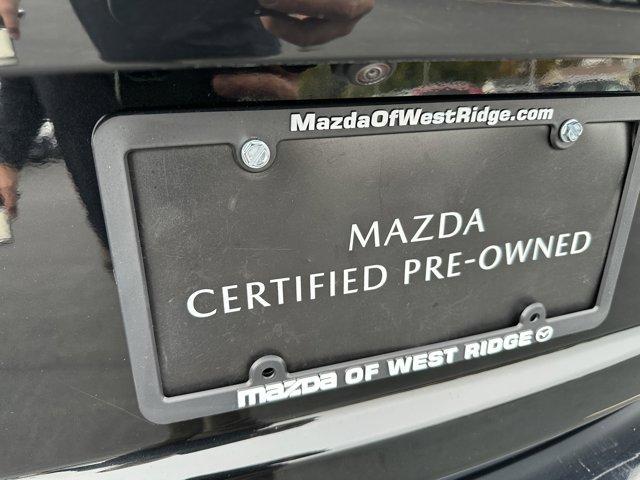 MazdaOfWestRidge.com
MAZDA
CERTIFIED PRE-OWNED
mazda OF WEST RIDGE